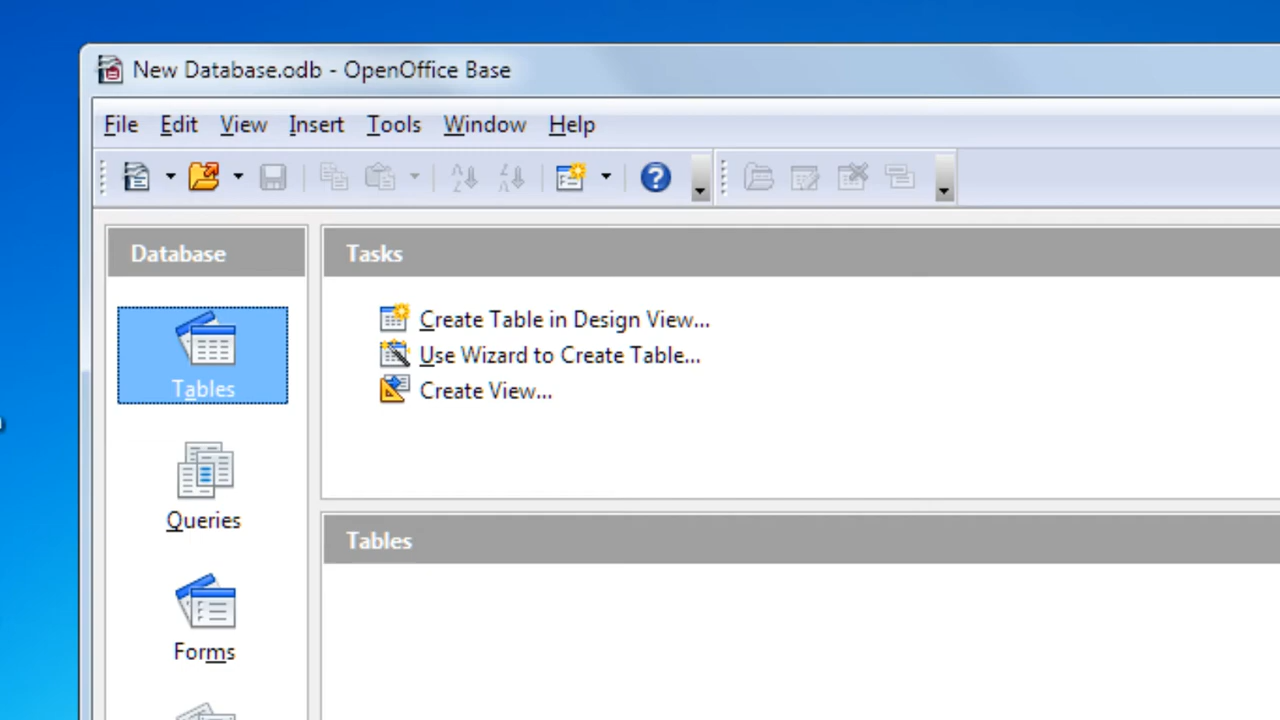 New Database.odb - OpenOffice Base
File Edit View Insert Tools Window Help
Database
Tasks
Create Table in Design View...
Use Wizard to Create Table...
Create View...
Tables
Queries
Tables
Forms